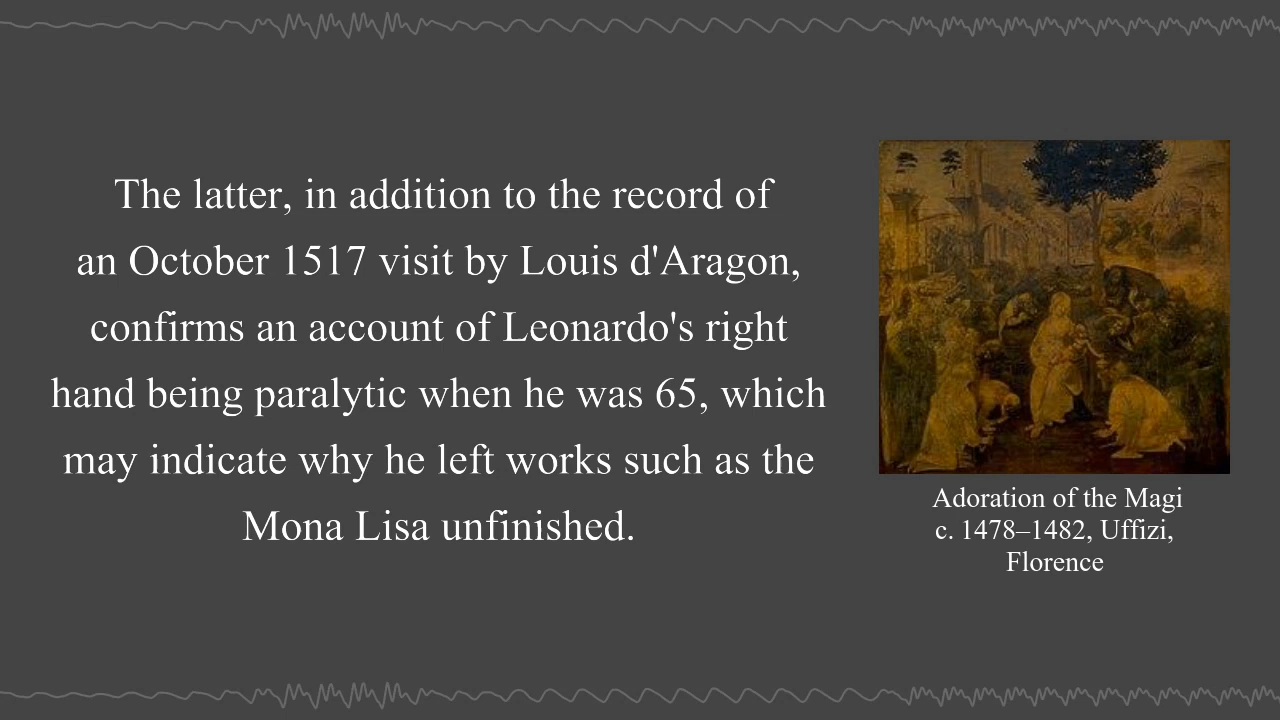 The latter, in addition to the record of
an October 1517 visit by Louis d'Aragon,
confirms an account of Leonardo's right
hand being paralytic when he was 65, which
may indicate why he left works such as the
Mona Lisa unfinished.
Adoration of the Magi
c. 1478–1482, Uffizi,
Florence